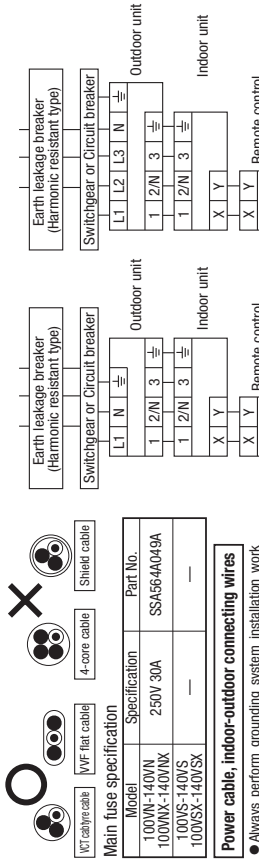 VCT cabtyre cable
VVF flat cable
4-core cable
Shield cable
Main fuse specification
Model Specification Part No.
100VN-140VN
100VNX-140VNX
250V 30A SSA564A049A
100VS-140VS
100VSX-140VSX
— —
Power cable, indoor-outdoor connecting wires
● Always perform grounding system installation work
Earth leakage breaker
(Harmonic resistant type)
Switchgear or Circuit breaker
L1 N
Outdoor unit
1 2/N 3
1 2/N 3
Indoor unit
X Y
X Y
Remote control
Earth leakage breaker
(Harmonic resistant type)
Switchgear or Circuit breaker
L1 L2 L3 N
Outdoor unit
1 2/N 3
1 2/N 3
Indoor unit
X Y
X Y
Remote control